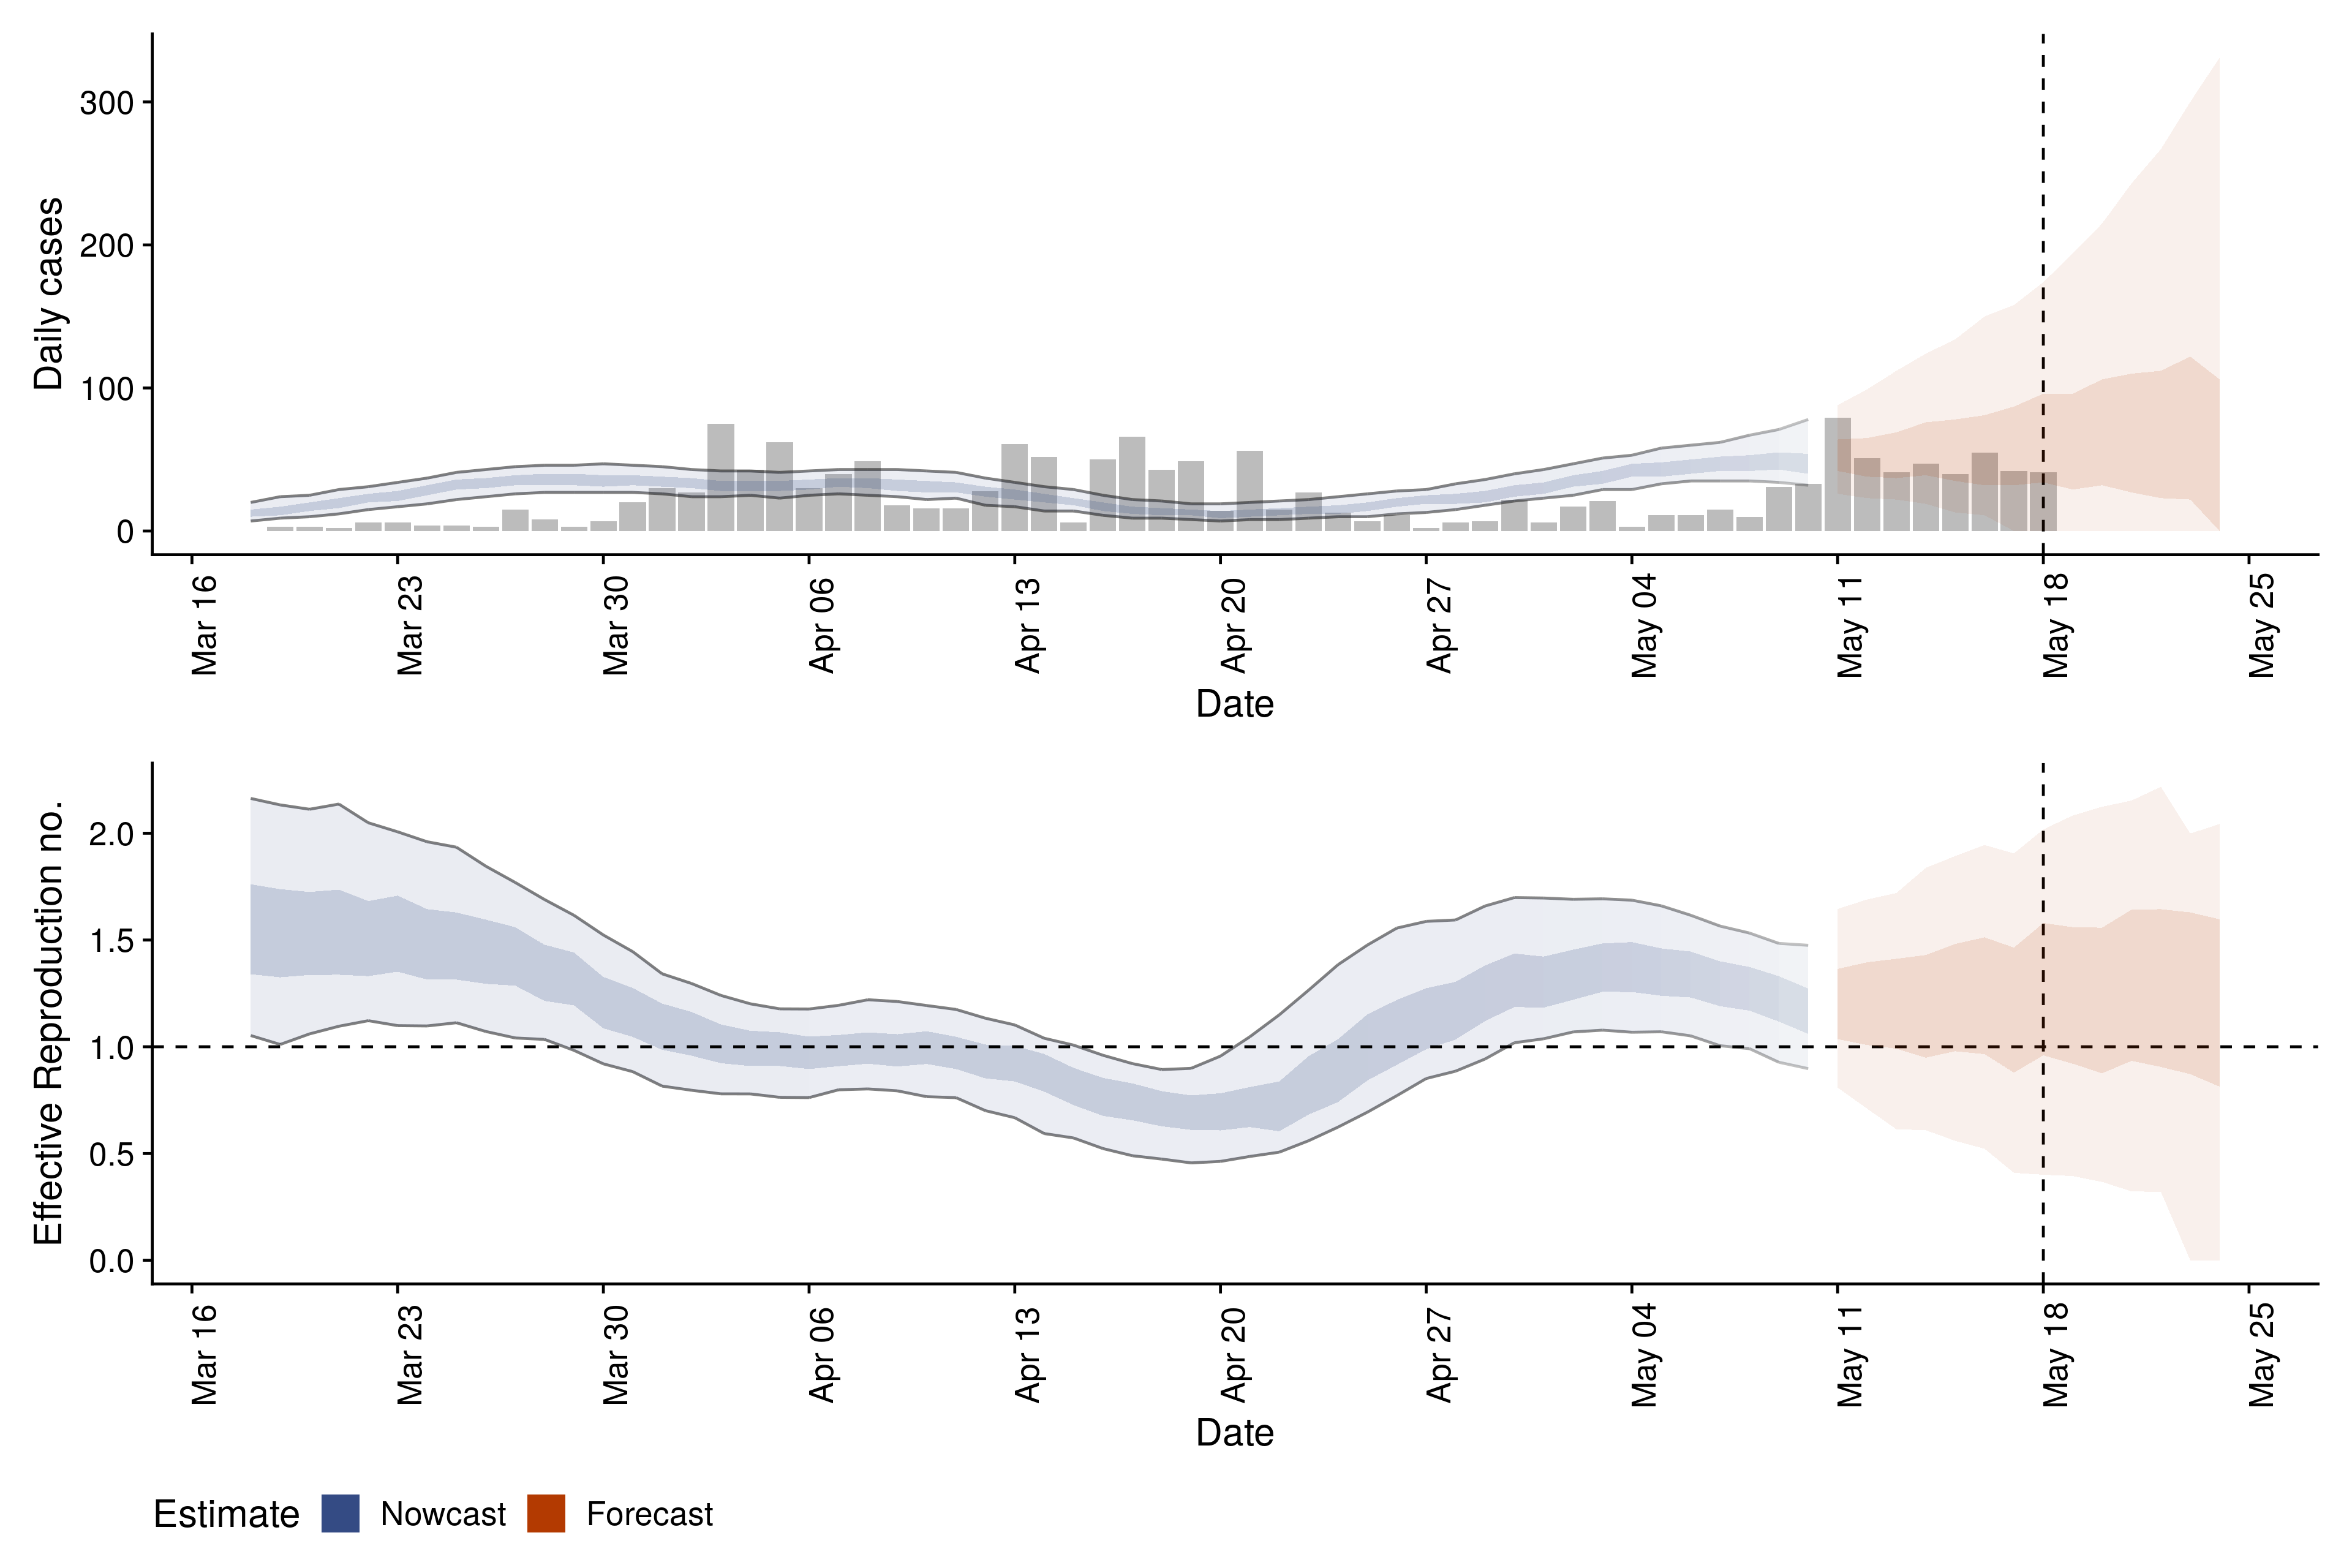 Daily cases
300
200
100
0
Mar 16
Mar 23
Mar 30
Apr 06
Apr 13
Apr 20
Apr 27
May 04
May 11
May 18
May 25
Date
Effective Reproduction no.
2.0
1.5
1.0
0.5
0.0
Mar 16
Mar 23
Mar 30
Apr 06
Apr 13
Apr 20
Apr 27
May 04
May 11
May 18
May 25
Date
Estimate Nowcast Forecast